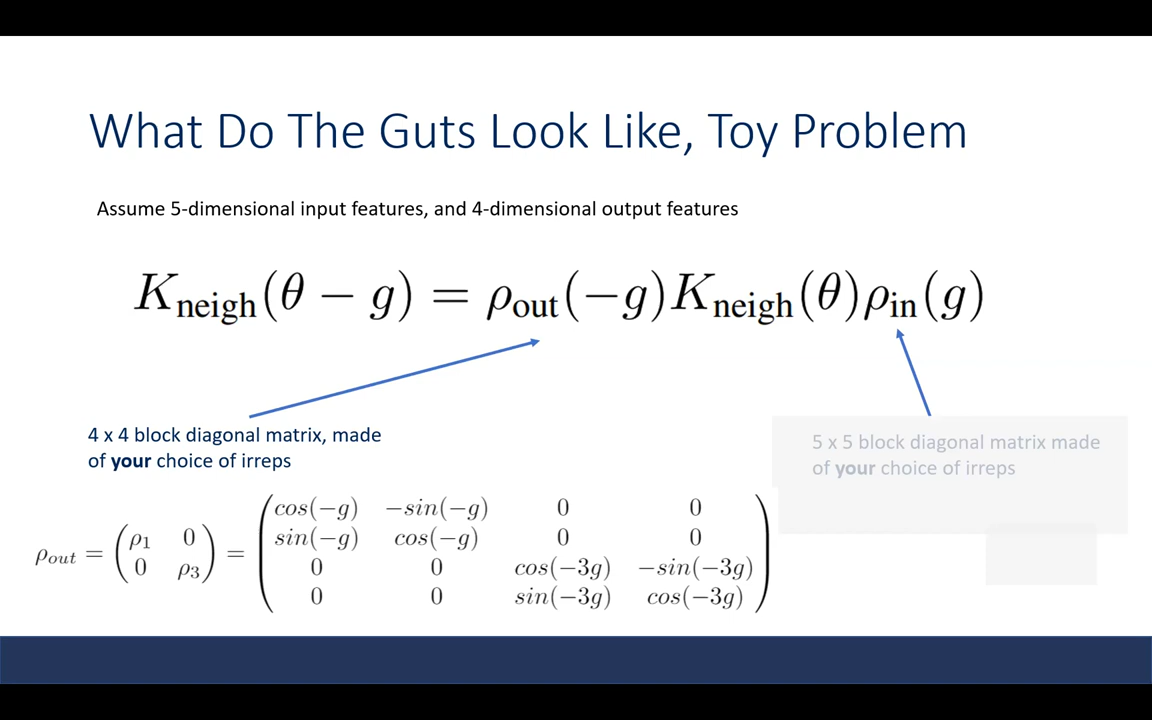 What Do The Guts Look Like, Toy Problem
Assume 5-dimensional input features, and 4-dimensional output features
K_neigh(θ − g) = ρ_out(−g)K_neigh(θ)ρ_in(g)
4 x 4 block diagonal matrix, made
of your choice of irreps
5 x 5 block diagonal matrix made
of your choice of irreps
ρ_out = (ρ_1 0 0 ρ_3) =
cos(−g) −sin(−g) 0 0
sin(−g) cos(−g) 0 0
0 0 cos(−3g) −sin(−3g)
0 0 sin(−3g) cos(−3g)